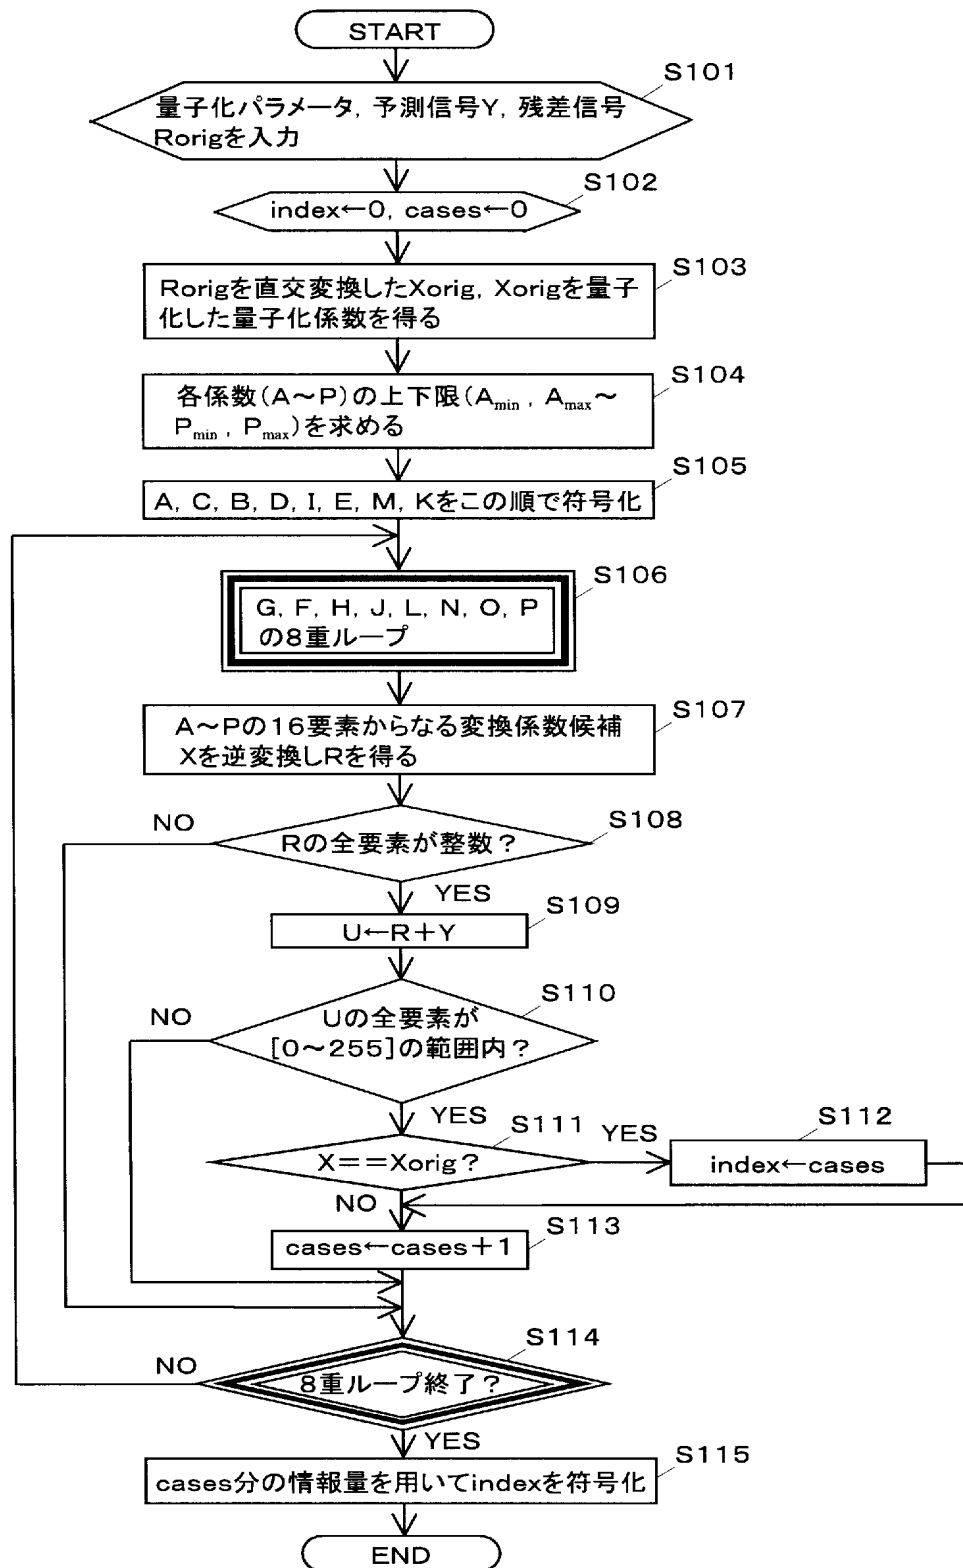 START
S101
量子化パラメータ, 予測信号Y, 残差信号
Rorigを入力
S102
index←0, cases←0
S103
Rorigを直交変換したXorig, Xorigを量子
化した量子化係数を得る
S104
各係数(A～P)の上下限(Amin , Amax～
Pmin , Pmax)を求める
S105
A, C, B, D, I, E, M, Kをこの順で符号化
S106
G, F, H, J, L, N, O, P
の8重ループ
S107
A～Pの16要素からなる変換係数候補
Xを逆変換しRを得る
NO
S108
Rの全要素が整数？
YES
S109
U←R＋Y
S110
NO
Uの全要素が
[0～255]の範囲内？
YES
S111
YES
S112
X＝＝Xorig？
index←cases
NO
S113
cases←cases＋1
S114
NO
8重ループ終了？
YES
S115
cases分の情報量を用いてindexを符号化
END